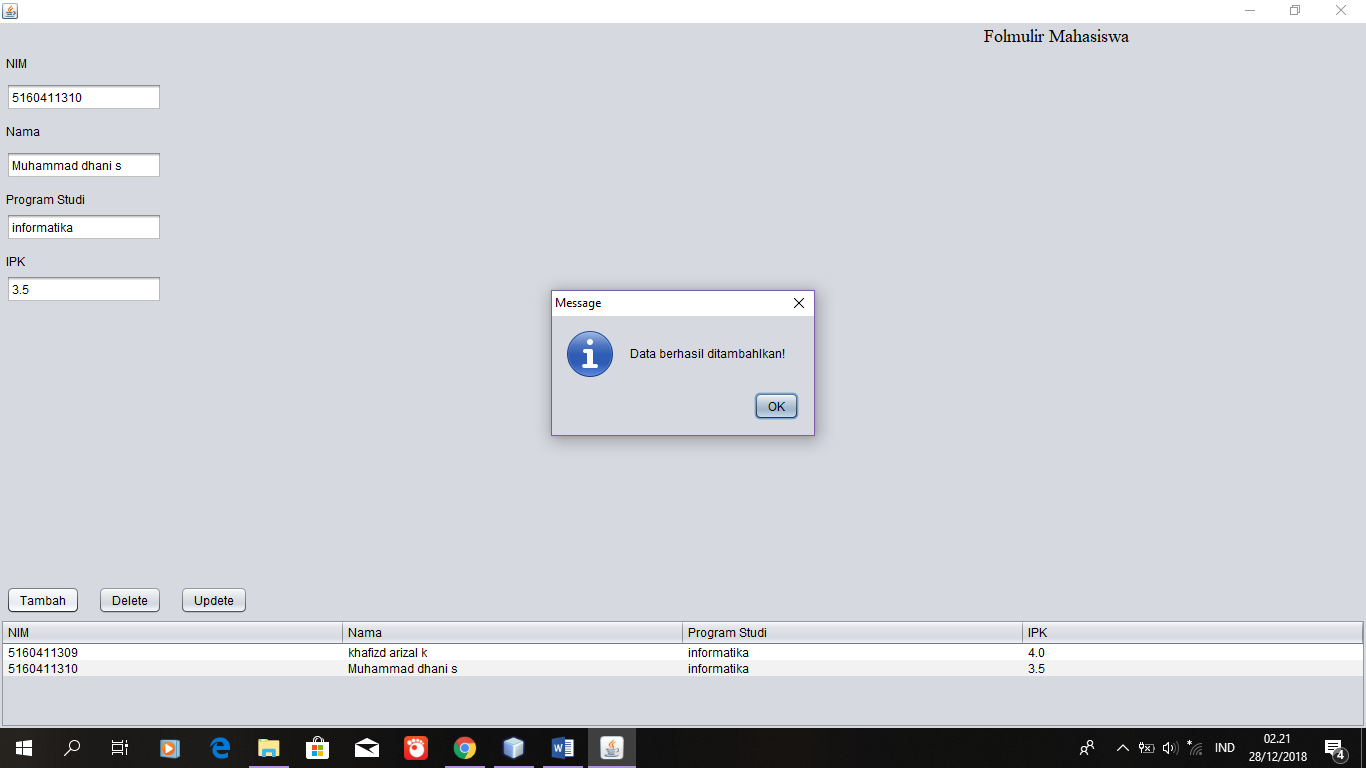 Folmulir Mahasiswa
NIM
5160411310
Nama
Muhammad dhani s
Program Studi
informatika
IPK
3.5
Message
Data berhasil ditambahlkan!
OK
Tambah Delete Updete
NIM Nama Program Studi IPK
5160411309 khafizd arizal k informatika 4.0
5160411310 Muhammad dhani s informatika 3.5
IND
02.21
28/12/2018
4